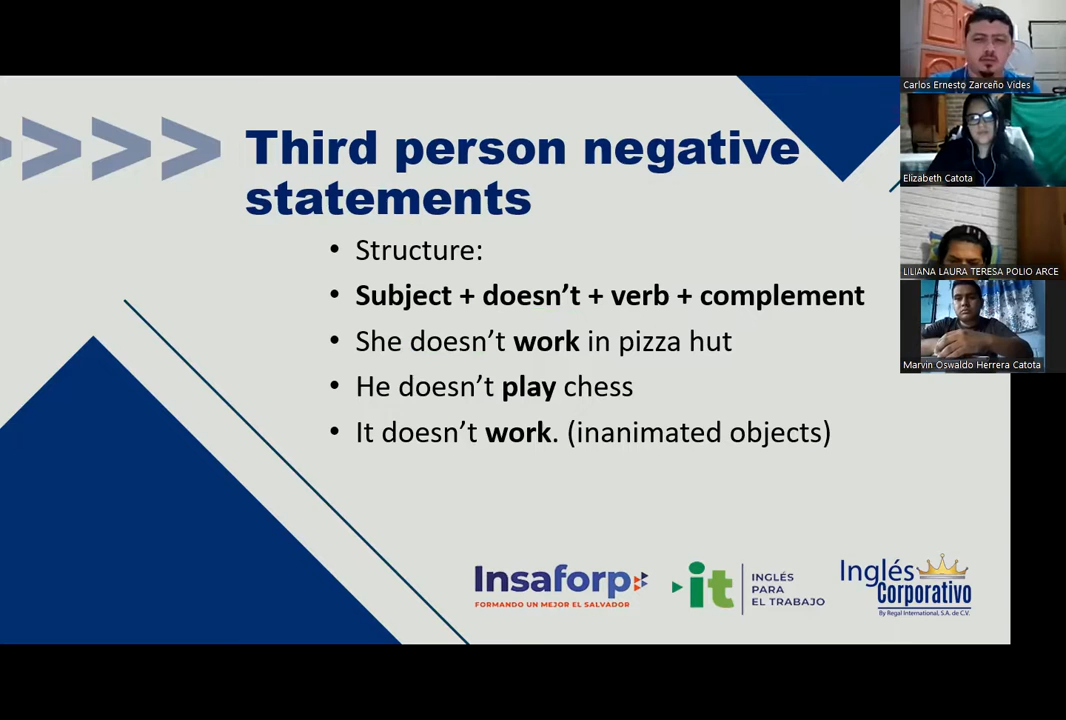 Third person negative
statements
• Structure:
• Subject + doesn’t + verb + complement
• She doesn’t work in pizza hut
• He doesn’t play chess
• It doesn’t work. (inanimated objects)
Insaforp
FORMANDO UN MEJOR EL SALVADOR
it
INGLÉS
PARA
EL TRABAJO
Inglés
Corporativo
By Regal International, S.A. de C.V.
Carlos Ernesto Zarceño Vides
Elizabeth Catota
LILIANA LAURA TERESA POLIO ARCE
Marvin Oswaldo Herrera Catota